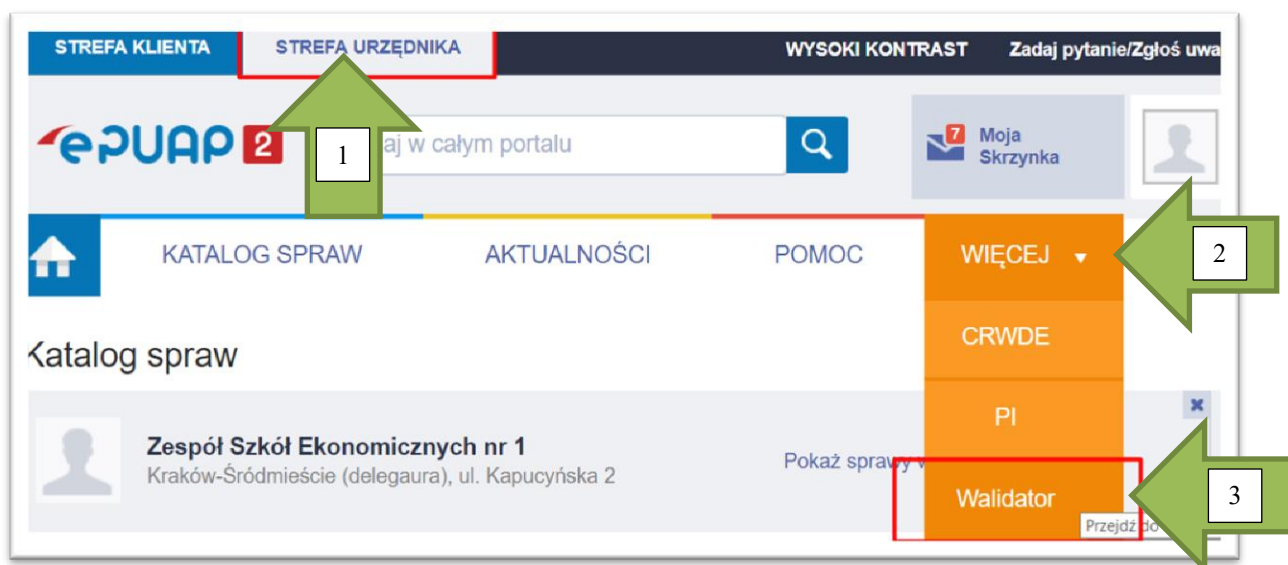 STREFA KLIENTA STREFA URZĘDNIKA WYSOKI KONTRAST Zadaj pytanie/Zgłoś uwa
ePUAP 2 1 aj w całym portalu 7 Moja
Skrzynka
KATALOG SPRAW AKTUALNOŚCI POMOC WIĘCEJ 2
CRWDE
Katalog spraw
PI
Zespół Szkół Ekonomicznych nr 1
Kraków-Śródmieście (delegaura), ul. Kapucyńska 2
Pokaż sprawy w
Walidator 3
Przejdź do